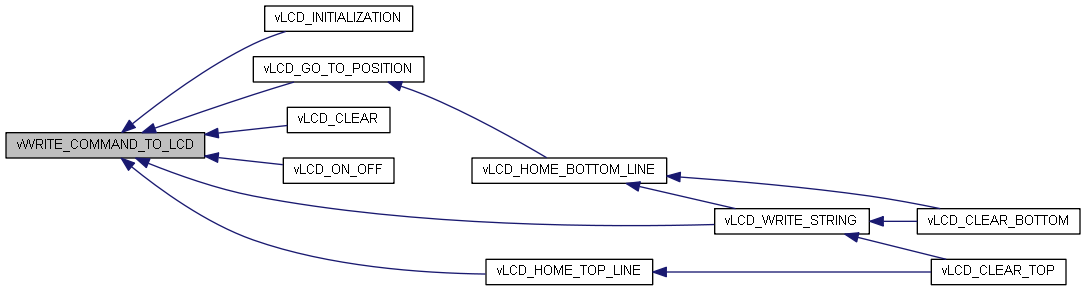 vLCD_INITIALIZATION
vLCD_GO_TO_POSITION
vLCD_CLEAR
vWRITE_COMMAND_TO_LCD
vLCD_ON_OFF
vLCD_HOME_BOTTOM_LINE
vLCD_WRITE_STRING
vLCD_CLEAR_BOTTOM
vLCD_HOME_TOP_LINE
vLCD_CLEAR_TOP